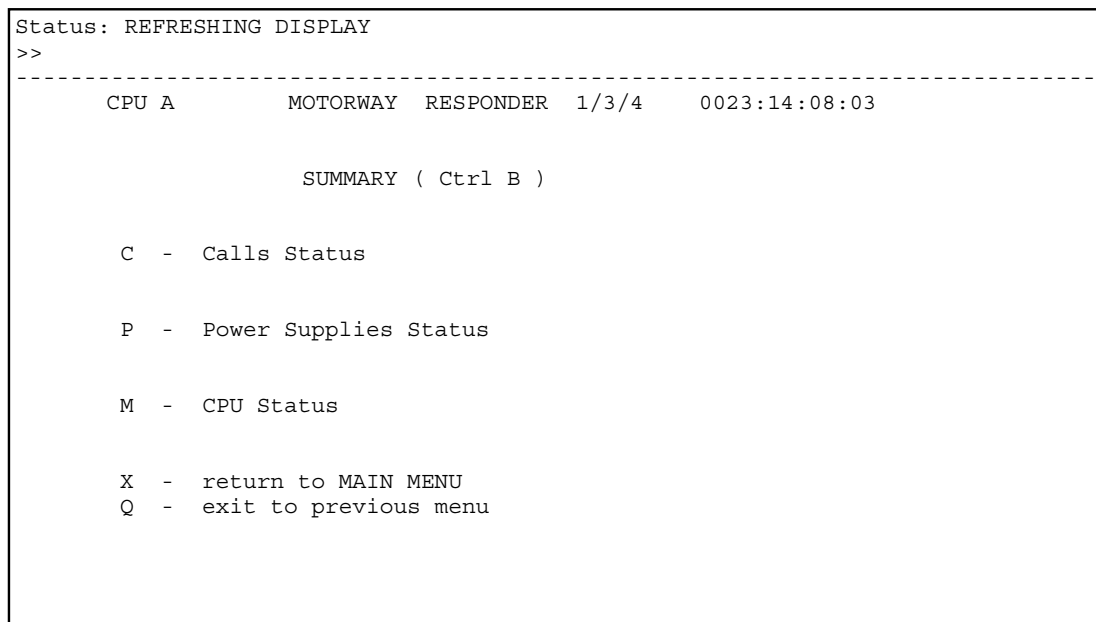 Status: REFRESHING DISPLAY
>>
--------------------------------------------------------------------------------
CPU A MOTORWAY RESPONDER 1/3/4 0023:14:08:03
SUMMARY ( Ctrl B )
C - Calls Status
P - Power Supplies Status
M - CPU Status
X - return to MAIN MENU
Q - exit to previous menu